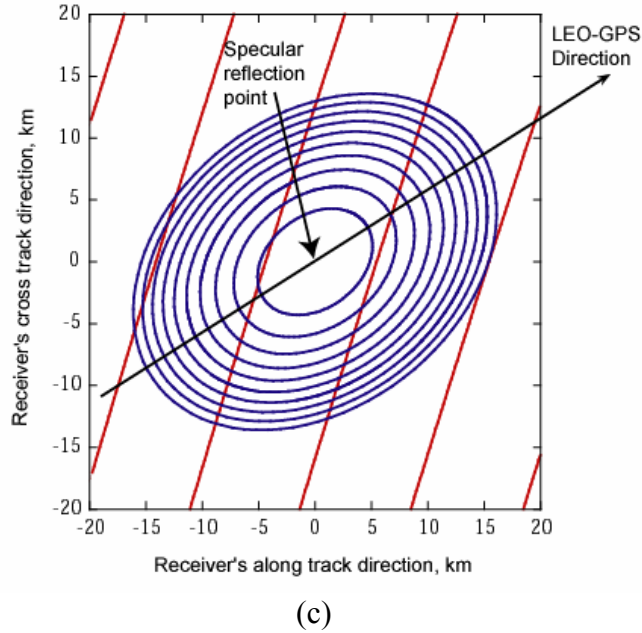 20
15
10
5
0
-5
-10
-15
-20
Receiver's cross track direction, km
Specular
reflection
point
LEO-GPS
Direction
-20 -15 -10 -5 0 5 10 15 20
Receiver's along track direction, km
(c)